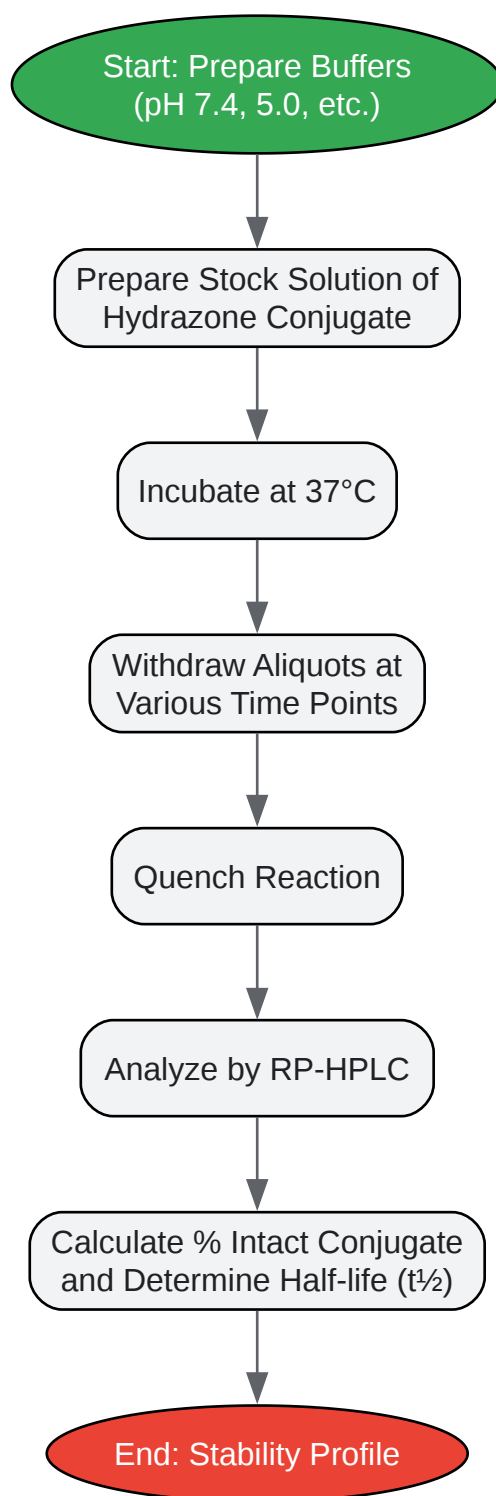 Start: Prepare Buffers
(pH 7.4, 5.0, etc.)
Prepare Stock Solution of
Hydrazone Conjugate
Incubate at 37°C
Withdraw Aliquots at
Various Time Points
Quench Reaction
Analyze by RP-HPLC
Calculate % Intact Conjugate
and Determine Half-life (t½)
End: Stability Profile